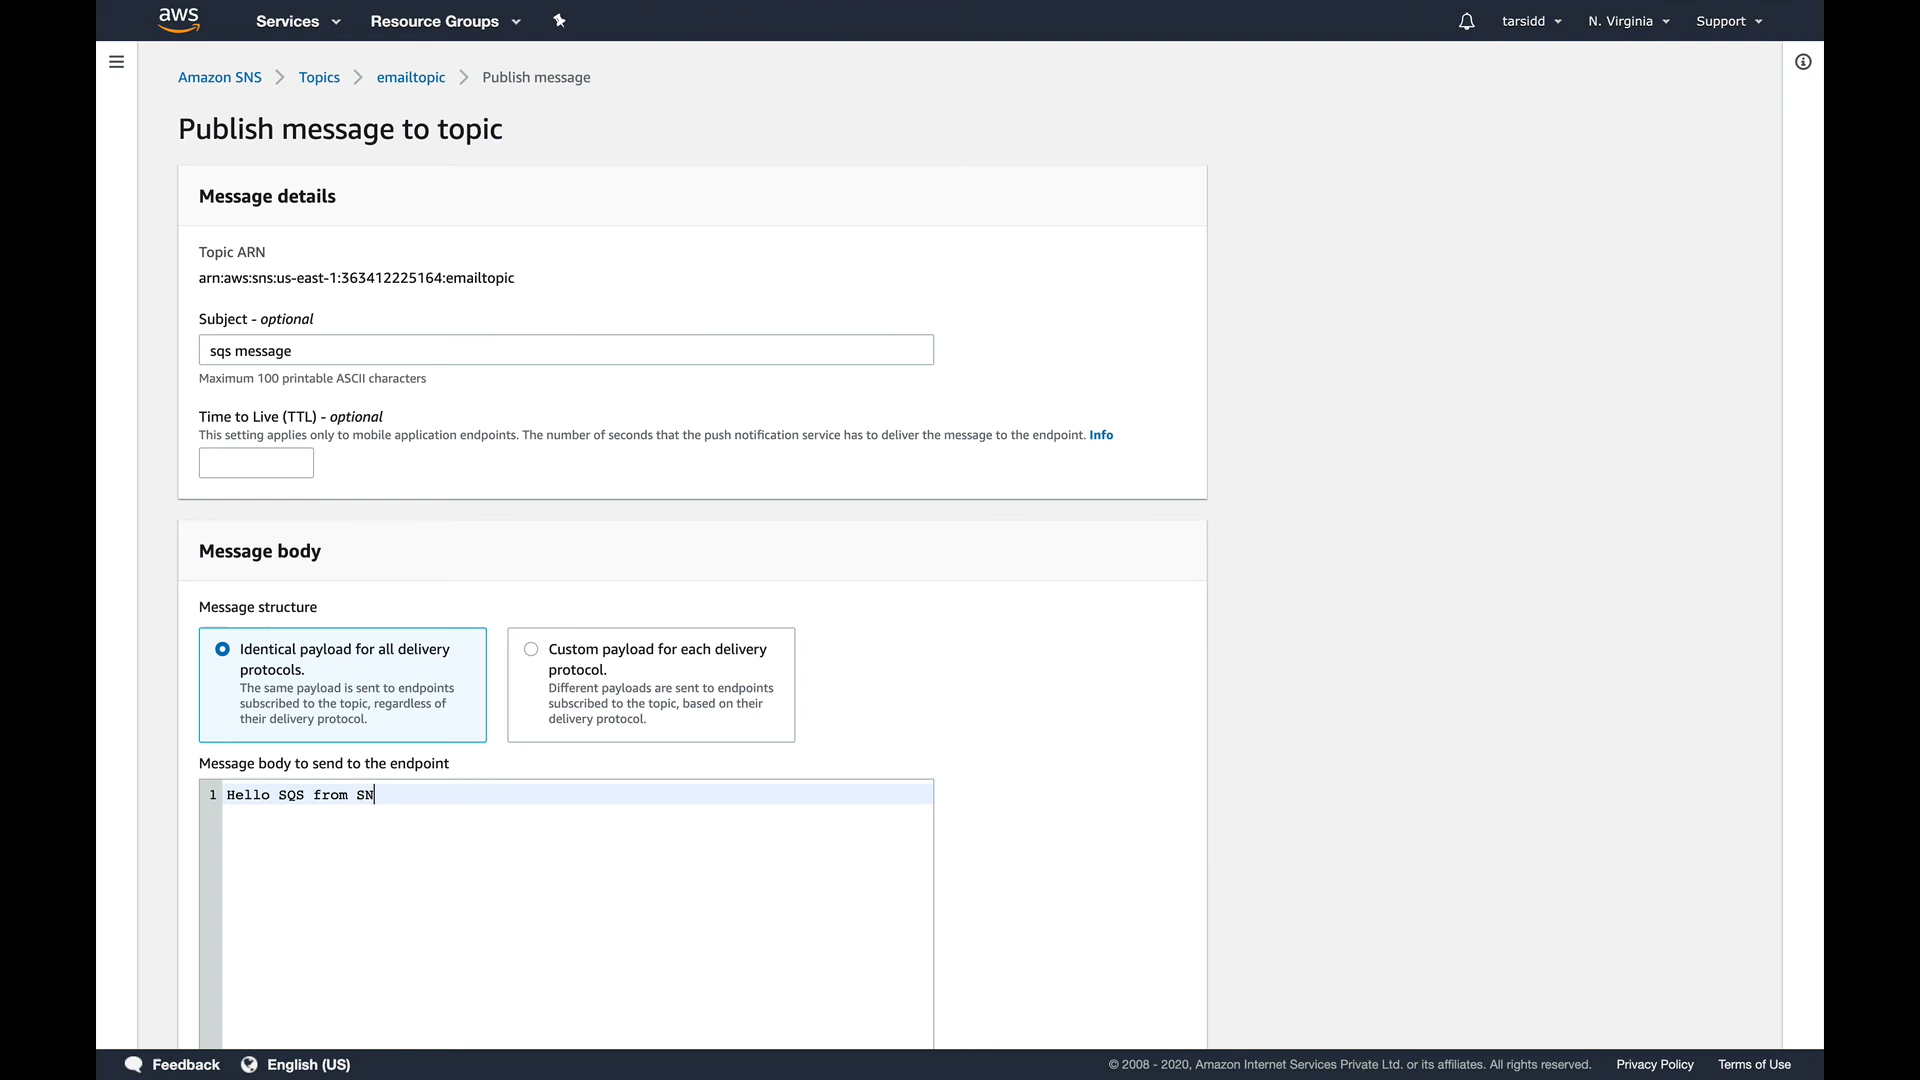 aws Services Resource Groups tarsidd N. Virginia Support
Amazon SNS Topics emailtopic Publish message
Publish message to topic
Message details
Topic ARN
arn:aws:sns:us-east-1:363412225164:emailtopic
Subject - optional
sqs message
Maximum 100 printable ASCII characters
Time to Live (TTL) - optional
This setting applies only to mobile application endpoints. The number of seconds that the push notification service has to deliver the message to the endpoint. Info
Message body
Message structure
Identical payload for all delivery
protocols.
The same payload is sent to endpoints
subscribed to the topic, regardless of
their delivery protocol.
Custom payload for each delivery
protocol.
Different payloads are sent to endpoints
subscribed to the topic, based on their
delivery protocol.
Message body to send to the endpoint
1 Hello SQS from SN
Feedback English (US) © 2008 - 2020, Amazon Internet Services Private Ltd. or its affiliates. All rights reserved. Privacy Policy Terms of Use